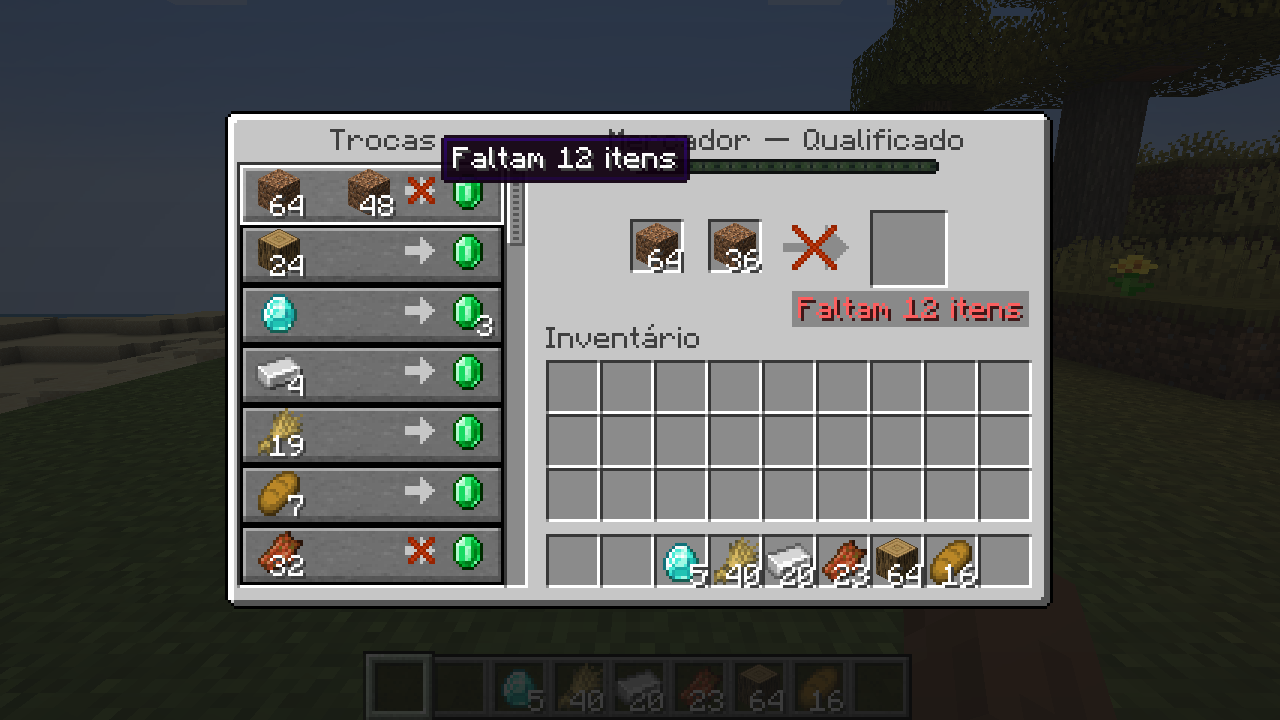 Trocas
Mercador — Qualificado
Faltam 12 itens
64 48
24
3
4
19
7
32
64 36
Faltam 12 itens
Inventário
5 40 20 23 64 16
5 40 20 23 64 16